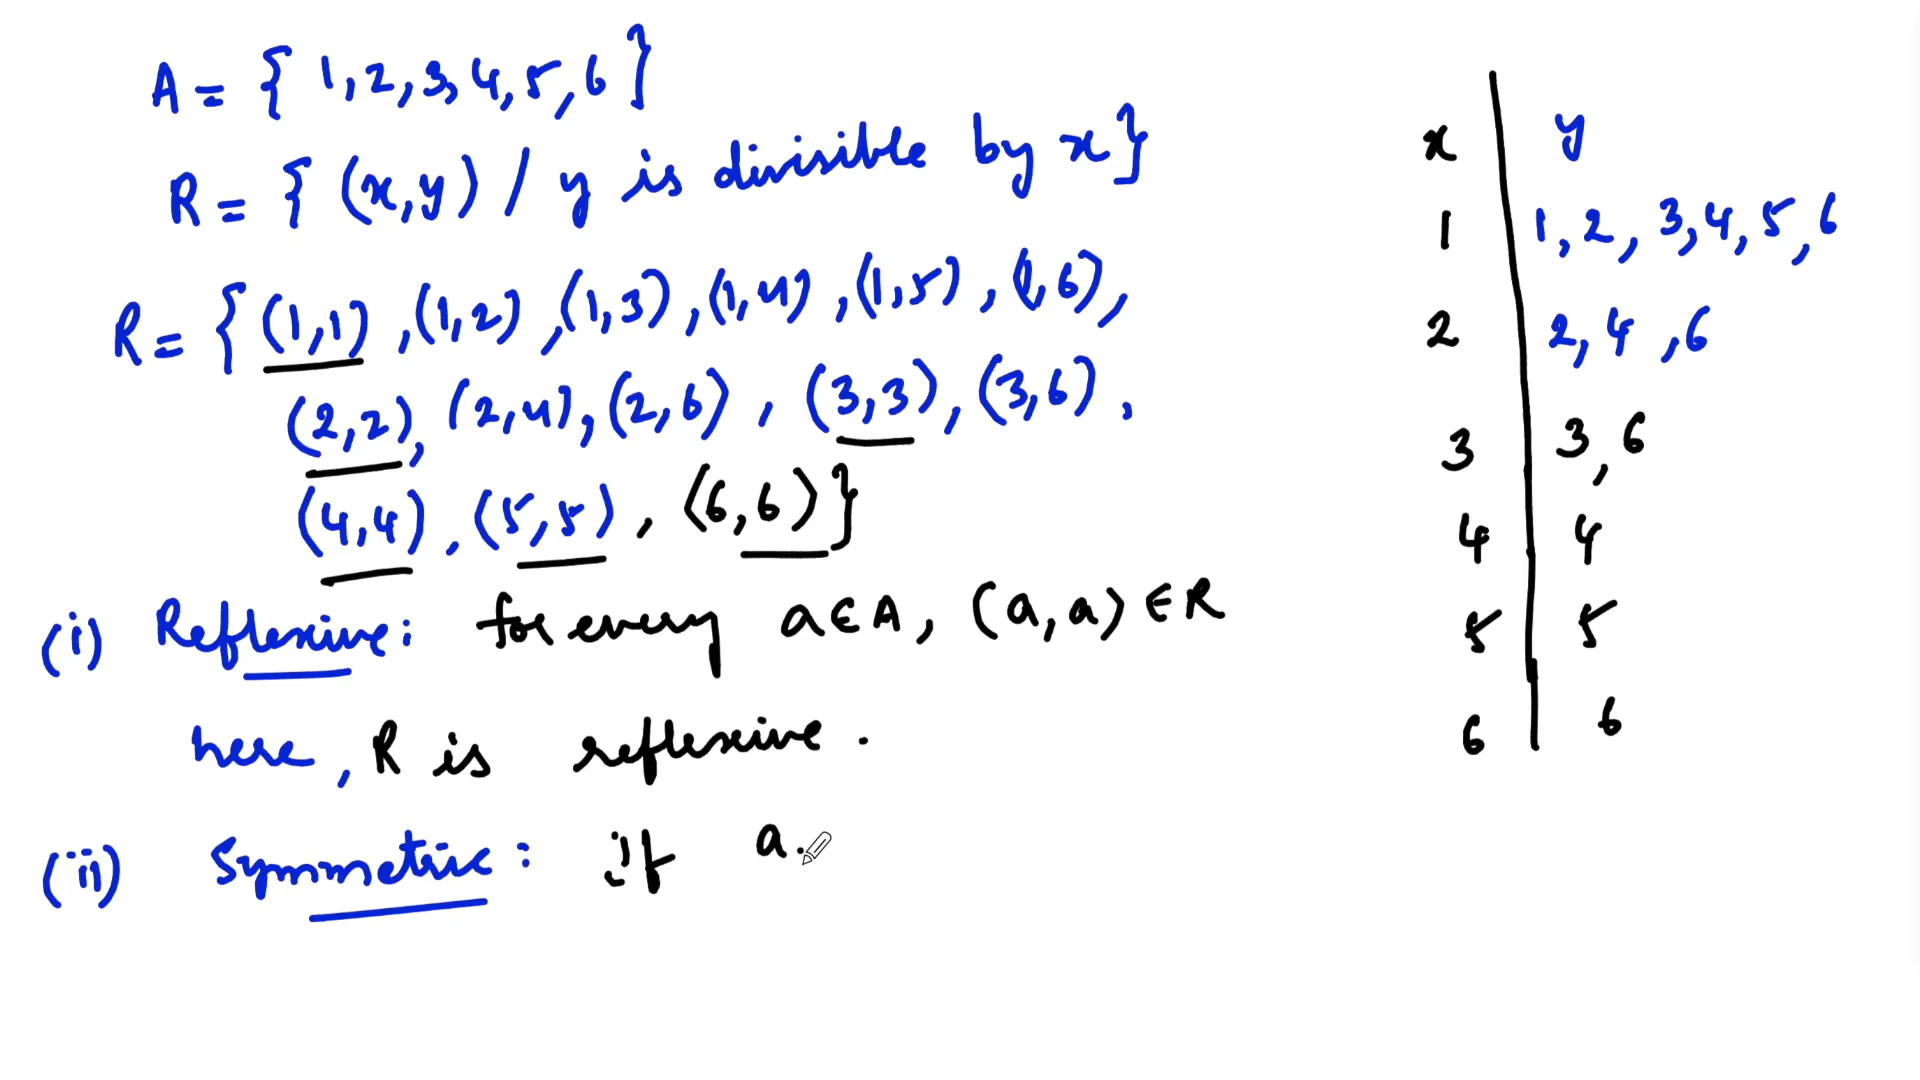 A = { 1, 2, 3, 4, 5, 6 }
R = { (x, y) / y is divisible by x }
R = { (1,1), (1,2), (1,3), (1,4), (1,5), (1,6),
(2,2), (2,4), (2,6), (3,3), (3,6),
(4,4), (5,5), (6,6) }
(i) Reflexive: for every a ∈ A, (a, a) ∈ R
here, R is reflexive.
(ii) Symmetric: if a.
x y
1 1, 2, 3, 4, 5, 6
2 2, 4, 6
3 3, 6
4 4
5 5
6 6